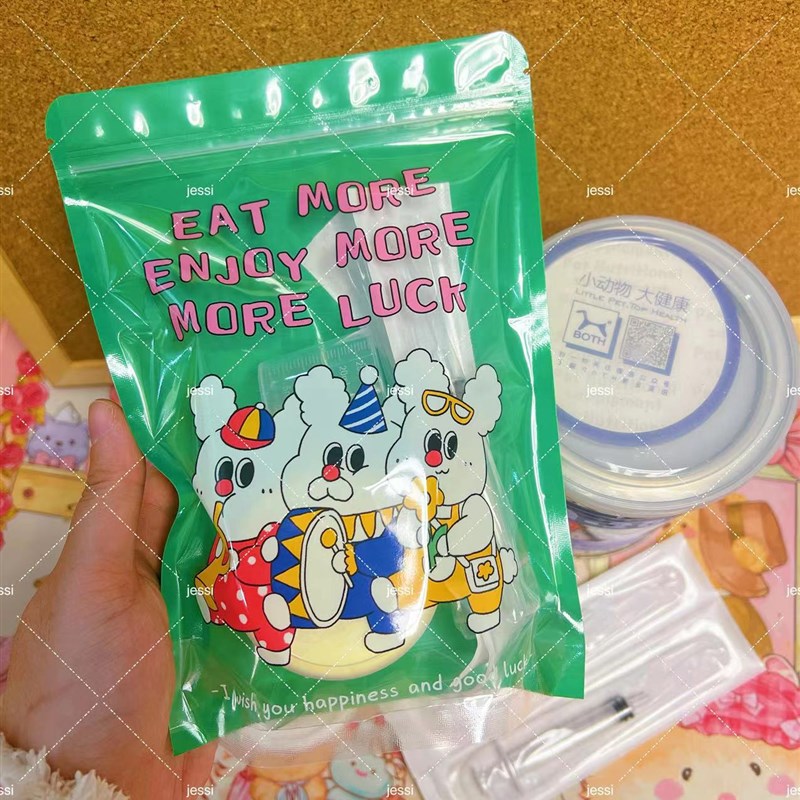 EAT MORE
ENJOY MORE
MORE LUCK
-I wish you happiness and good luck
小动物 大健康
LITTLE PET, TOP HEALTH
BOTH
jessi